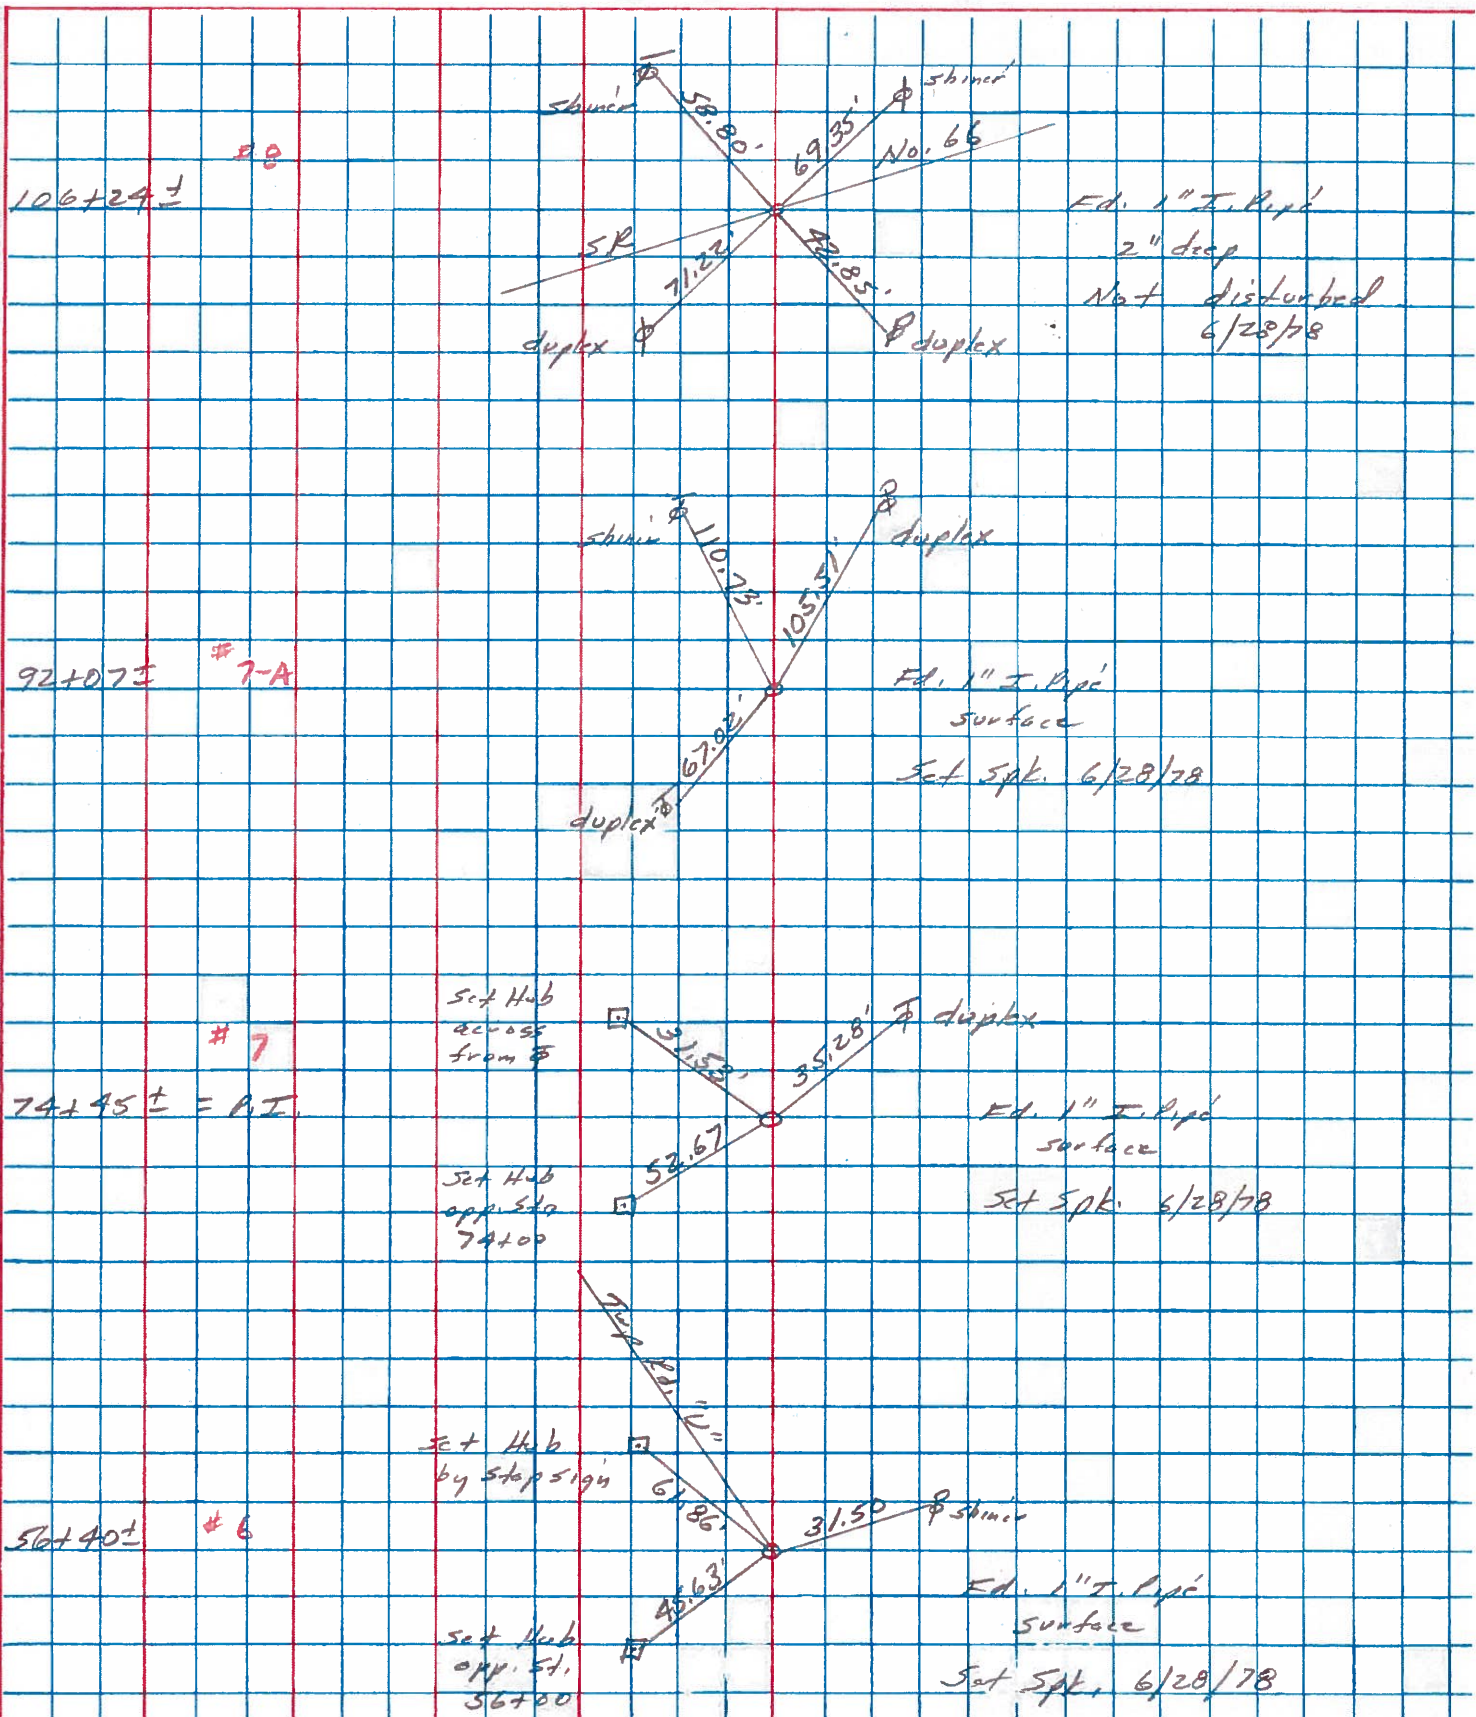 shiner
58.80'
69.35'
shiner
No. 66
# 8
106+24 ±
SR
71.22'
42.85'
duplex
duplex
Fd. 1" I. Pipe
2" deep
Not disturbed
6/28/78
shiner
110.73'
105.51'
duplex
# 7-A
92+07 ±
67.02'
duplex
Fd. 1" I. Pipe
surface
Set Spk. 6/28/78
Set Hub
across
from
31.53'
35.28'
duplex
# 7
74+45 ± = P.I.
52.67
Set Hub
opp. Sta
74+00
Fd. 1" I. Pipe
surface
Set Spk. 6/28/78
Twp Rd.
Set Hub
by stop sign
61.86'
31.50
shiner
# 6
56+40 ±
45.63'
Set Hub
opp. St.
56+00
Fd. 1" I. Pipe
surface
Set Spk. 6/28/78